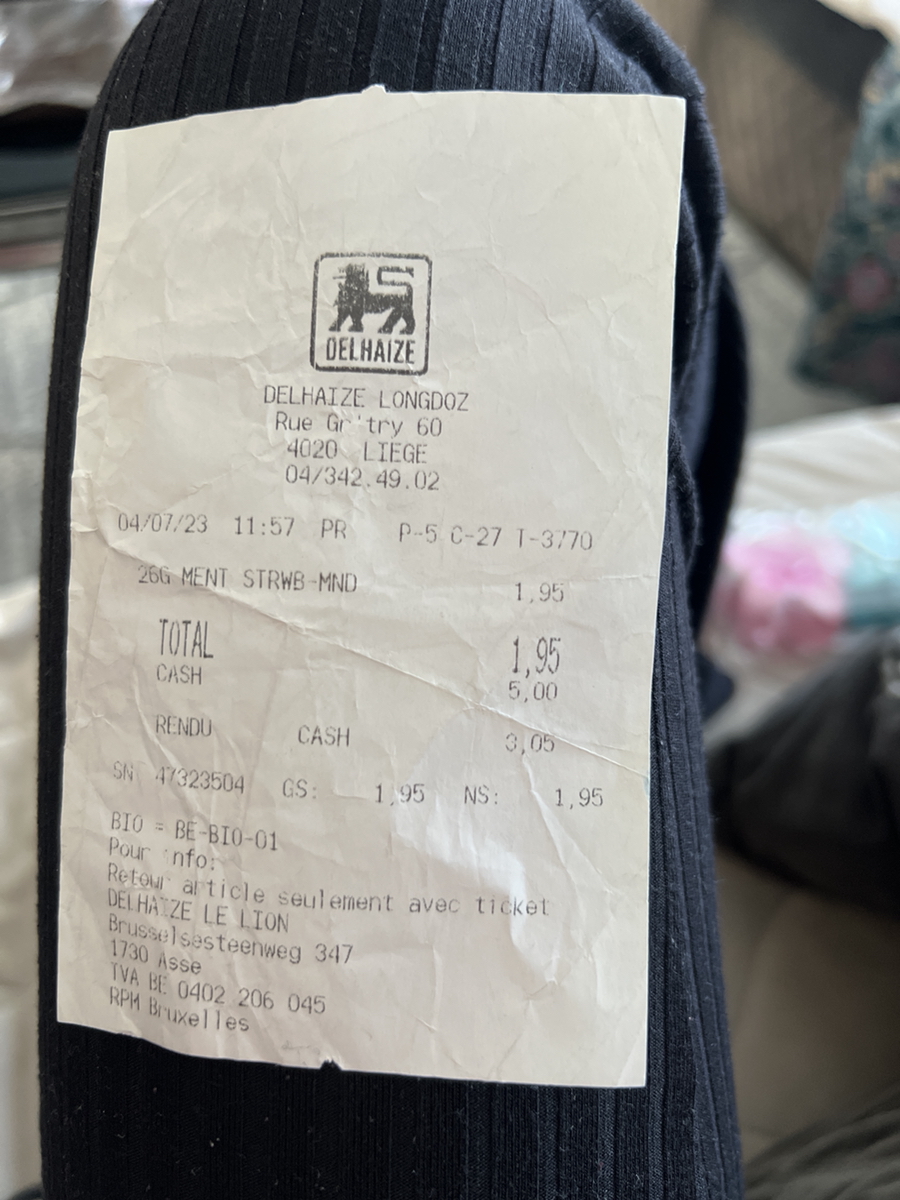 DELHAIZE
DELHAIZE LONGDOZ
Rue Gr'try 60
4020 LIEGE
04/342.49.02
04/07/23 11:57 PR P-5 C-27 T-3770
26G MENT STRWB-MND 1,95
TOTAL 1,95
CASH 5,00
RENDU CASH 3,05
SN 47323504 GS: 1,95 NS: 1,95
BIO = BE-BIO-01
Pour nfo:
Retour article seulement avec ticket
DELHAIZE LE LION
Brusselsesteenweg 347
1730 Asse
TVA BE 0402 206 045
RPM Bruxelles